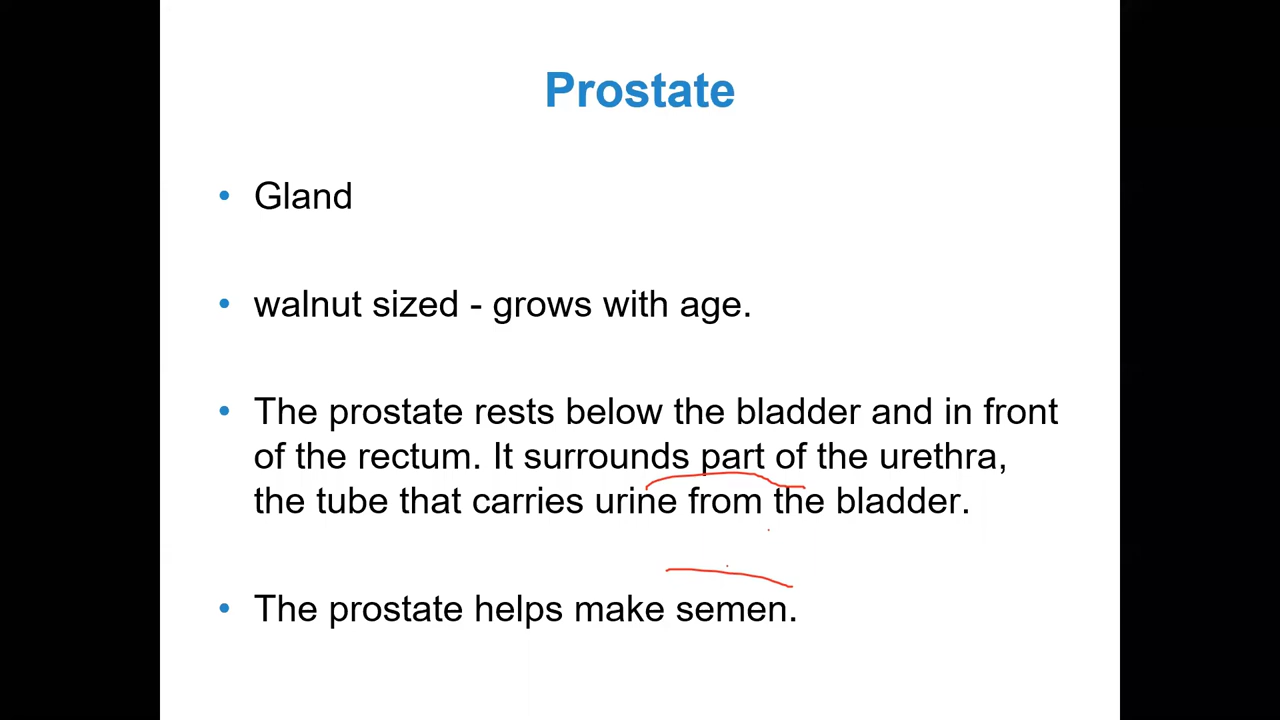 Prostate
• Gland
• walnut sized - grows with age.
• The prostate rests below the bladder and in front
of the rectum. It surrounds part of the urethra,
the tube that carries urine from the bladder.
• The prostate helps make semen.